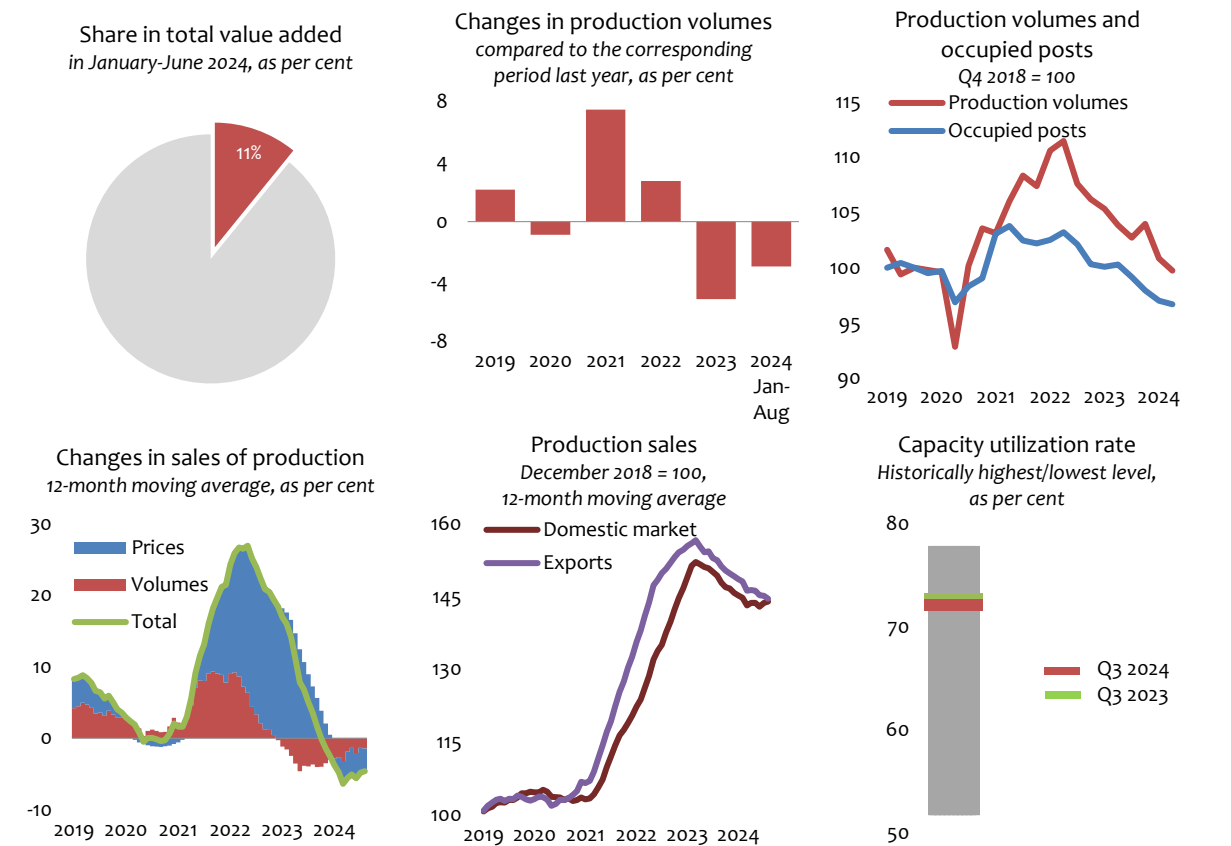 Share in total value added
in January-June 2024, as per cent
11%
Changes in production volumes
compared to the corresponding
period last year, as per cent
8
4
0
-4
-8
2019 2020 2021 2022 2023 2024
Jan-
Aug
Production volumes and
occupied posts
Q4 2018 = 100
115
Production volumes
Occupied posts
110
105
100
95
90
2019 2020 2021 2022 2023 2024
Changes in sales of production
12-month moving average, as per cent
30
Prices
Volumes
20
Total
10
0
-10
2019 2020 2021 2022 2023 2024
Production sales
December 2018 = 100,
12-month moving average
160
Domestic market
Exports
145
130
115
100
2019 2020 2021 2022 2023 2024
Capacity utilization rate
Historically highest/lowest level,
as per cent
80
70
Q3 2024
Q3 2023
60
50